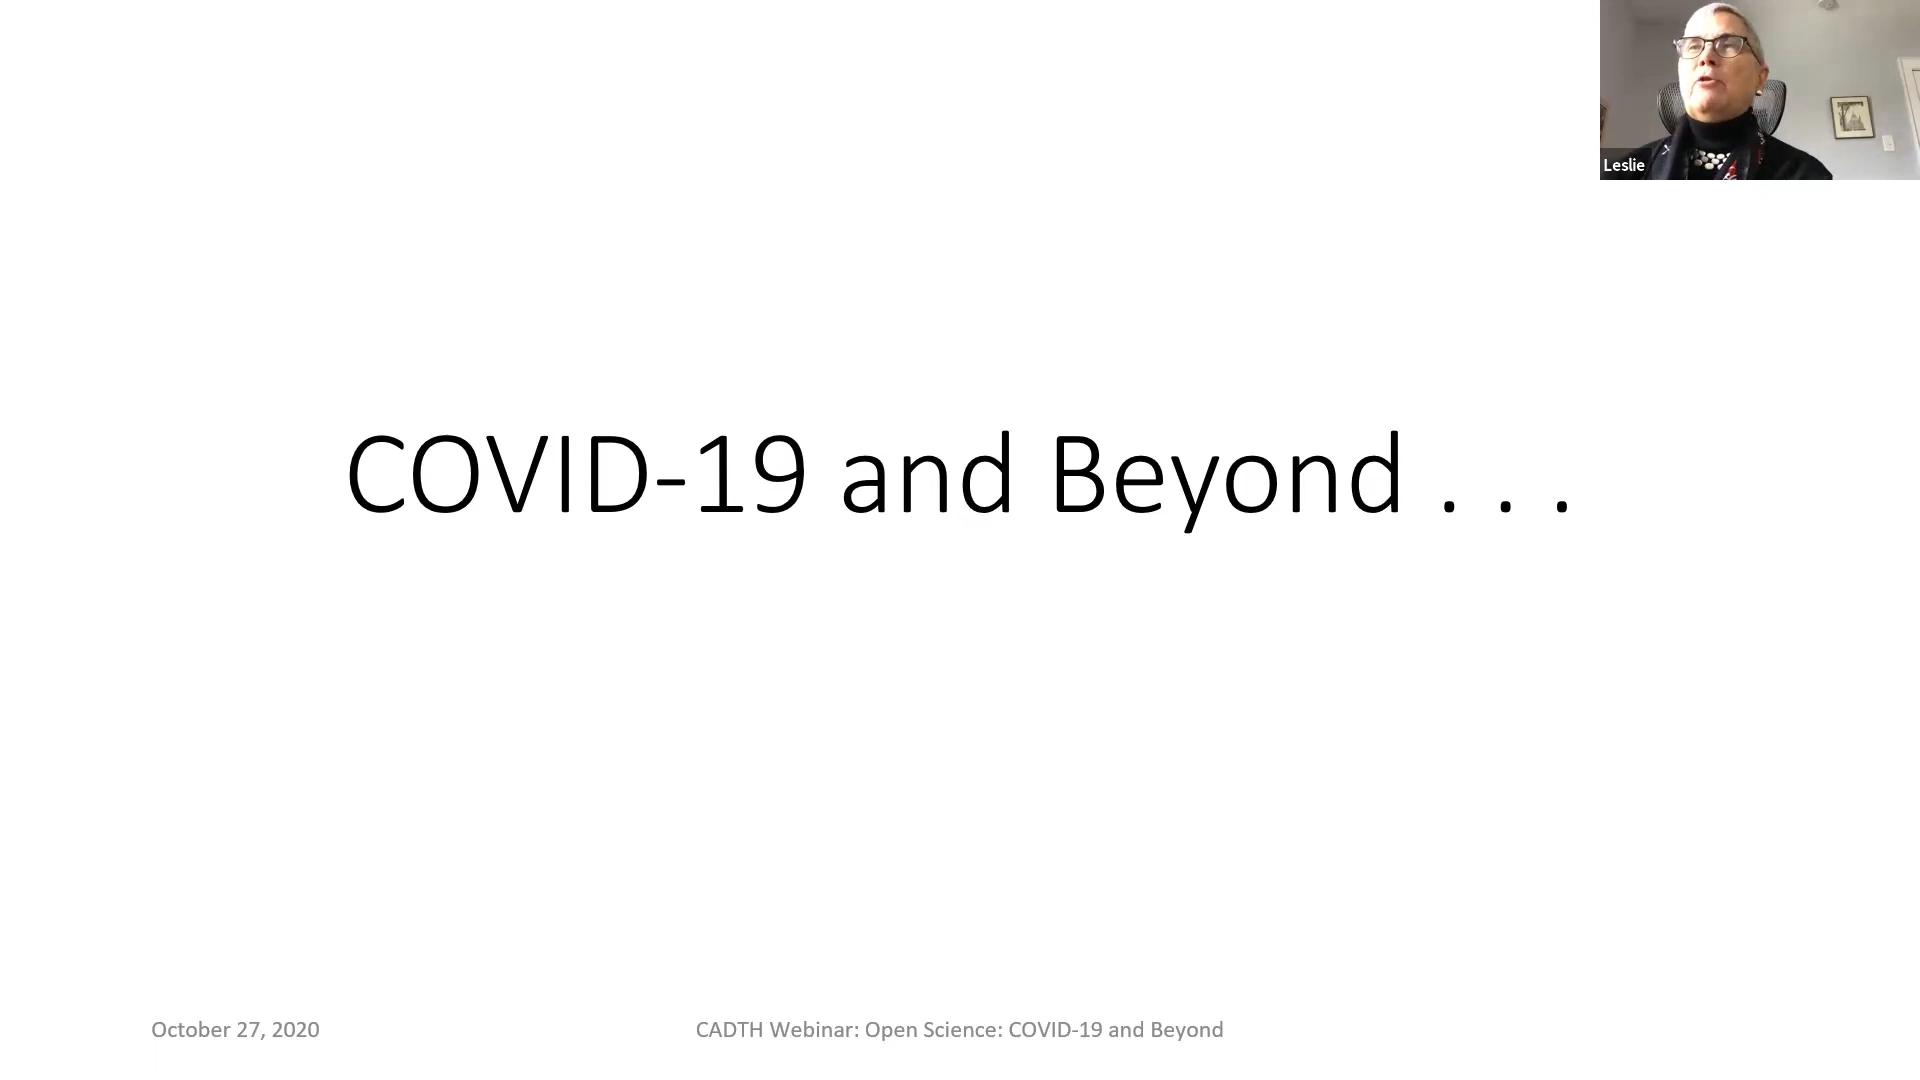 Leslie
COVID-19 and Beyond . . .
October 27, 2020
CADTH Webinar: Open Science: COVID-19 and Beyond